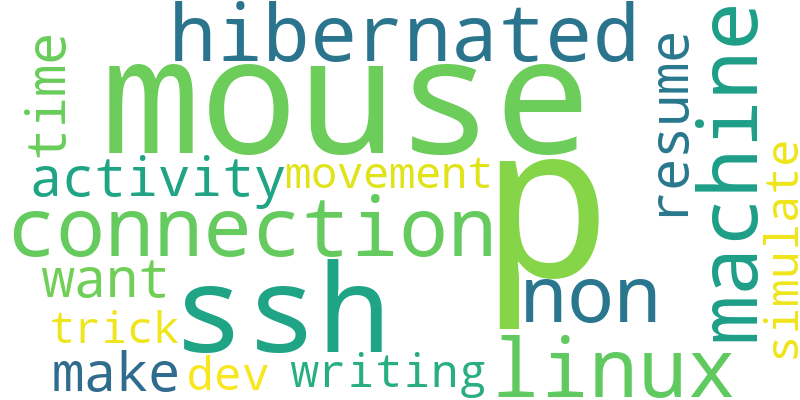 hibernated
time
mouse
resume
machine
activity
movement
p
simulate
connection
want
ssh
non
trick
linux
make
dev
writing